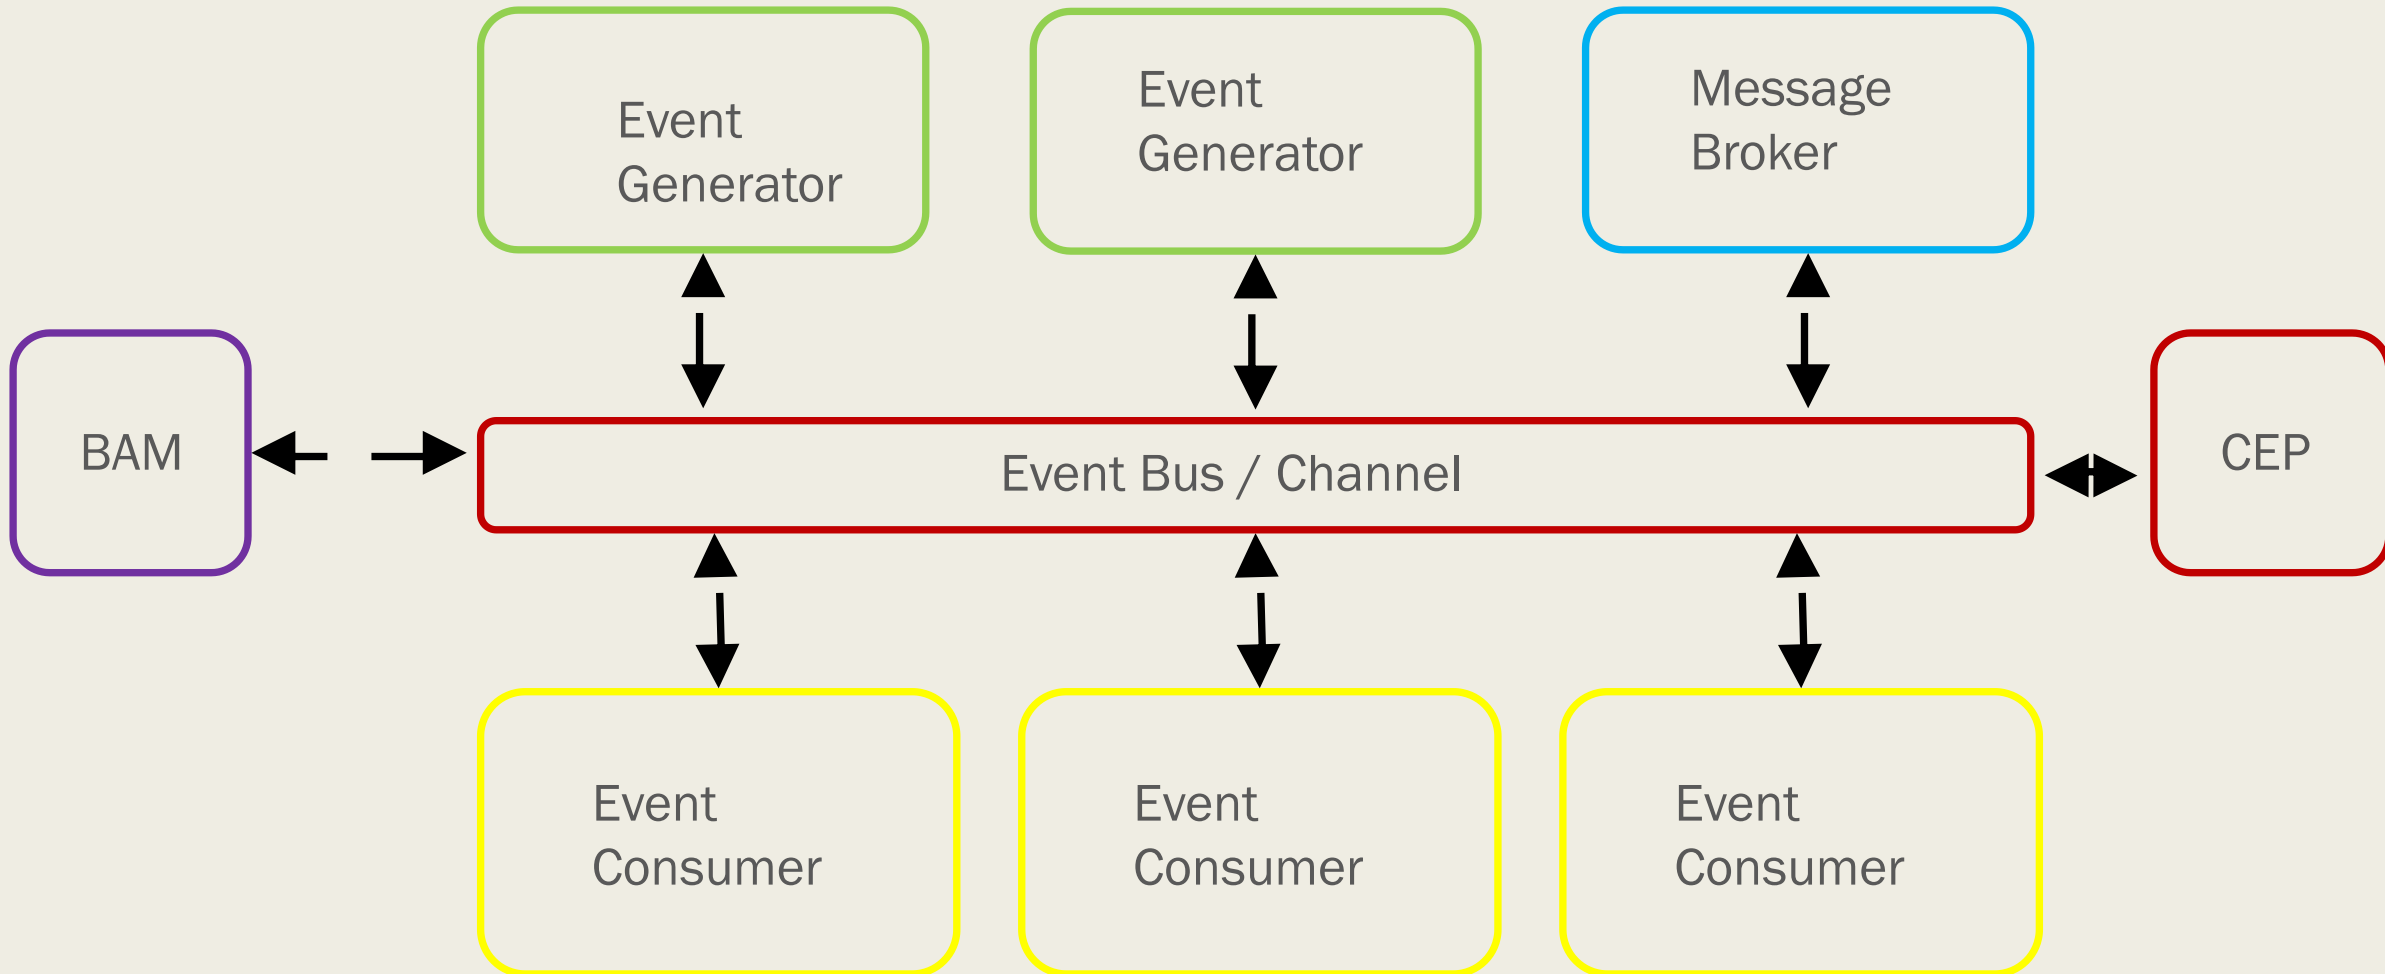 Event
Generator
Event
Generator
Message
Broker
BAM
Event Bus / Channel
CEP
Event
Consumer
Event
Consumer
Event
Consumer